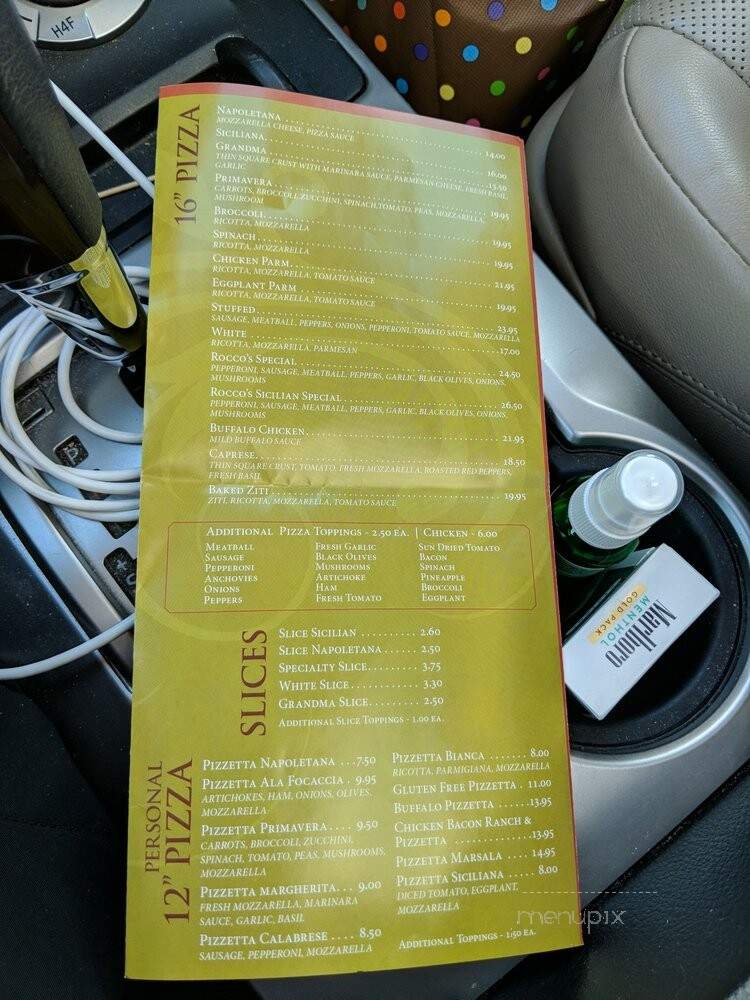 H4F
16" PIZZA
NAPOLETANA 14.00
MOZZARELLA CHEESE, PIZZA SAUCE
SICILIANA 16.00
GRANDMA 15.50
THIN SQUARE CRUST WITH MARINARA SAUCE, PARMESAN CHEESE, FRESH BASIL
GARLIC
PRIMAVERA 19.95
CARROTS, BROCCOLI, ZUCCHINI, SPINACH, TOMATO, PEAS, MOZZARELLA,
MUSHROOM
BROCCOLI 19.95
RICOTTA, MOZZARELLA
SPINACH 19.95
RICOTTA, MOZZARELLA
CHICKEN PARM 21.95
RICOTTA, MOZZARELLA, TOMATO SAUCE
EGGPLANT PARM 19.95
RICOTTA, MOZZARELLA, TOMATO SAUCE
STUFFED 23.95
SAUSAGE, MEATBALL, PEPPERS, ONIONS, PEPPERONI, TOMATO SAUCE, MOZZARELLA
WHITE 17.00
RICOTTA, MOZZARELLA, PARMESAN
ROCCO'S SPECIAL 24.50
PEPPERONI, SAUSAGE, MEATBALL, PEPPERS, GARLIC, BLACK OLIVES, ONIONS,
MUSHROOMS
ROCCO'S SICILIAN SPECIAL 26.50
PEPPERONI, SAUSAGE, MEATBALL, PEPPERS, GARLIC, BLACK OLIVES, ONIONS,
MUSHROOMS
BUFFALO CHICKEN 21.95
MILD BUFFALO SAUCE
CAPRESE 18.50
THIN SQUARE CRUST, TOMATO, FRESH MOZZARELLA, ROASTED RED PEPPERS,
FRESH BASIL
BAKED ZITI 19.95
ZITI, RICOTTA, MOZZARELLA, TOMATO SAUCE
ADDITIONAL PIZZA TOPPINGS - 2.50 EA. | CHICKEN - 6.00
MEATBALL FRESH GARLIC SUN DRIED TOMATO
SAUSAGE BLACK OLIVES BACON
PEPPERONI MUSHROOMS SPINACH
ANCHOVIES ARTICHOKE PINEAPPLE
ONIONS HAM BROCCOLI
PEPPERS FRESH TOMATO EGGPLANT
SLICES
SLICE SICILIAN .......... 2.60
SLICE NAPOLETANA ...... 2.50
SPECIALTY SLICE......... 3.75
WHITE SLICE............ 3.30
GRANDMA SLICE......... 2.50
ADDITIONAL SLICE TOPPINGS - 1.00 EA.
PERSONAL
12" PIZZA
PIZZETTA NAPOLETANA ...7.50
PIZZETTA ALA FOCACCIA . 9.95
ARTICHOKES, HAM, ONIONS, OLIVES,
MOZZARELLA
PIZZETTA PRIMAVERA.... 9.50
CARROTS, BROCCOLI, ZUCCHINI,
SPINACH, TOMATO, PEAS, MUSHROOMS,
MOZZARELLA
PIZZETTA MARGHERITA... 9.00
FRESH MOZZARELLA, MARINARA
SAUCE, GARLIC, BASIL
PIZZETTA CALABRESE .... 8.50
SAUSAGE, PEPPERONI, MOZZARELLA
PIZZETTA BIANCA ....... 8.00
RICOTTA, PARMIGIANA, MOZZARELLA
GLUTEN FREE PIZZETTA . 11.00
BUFFALO PIZZETTA ......13.95
CHICKEN BACON RANCH &
PIZZETTA ..............13.95
PIZZETTA MARSALA .... 14.95
PIZZETTA SICILIANA ..... 8.00
DICED TOMATO, EGGPLANT,
MOZZARELLA
ADDITIONAL TOPPINGS - 1.50 EA.
Marlboro
MENTHOL
GOLD PACK
menupix